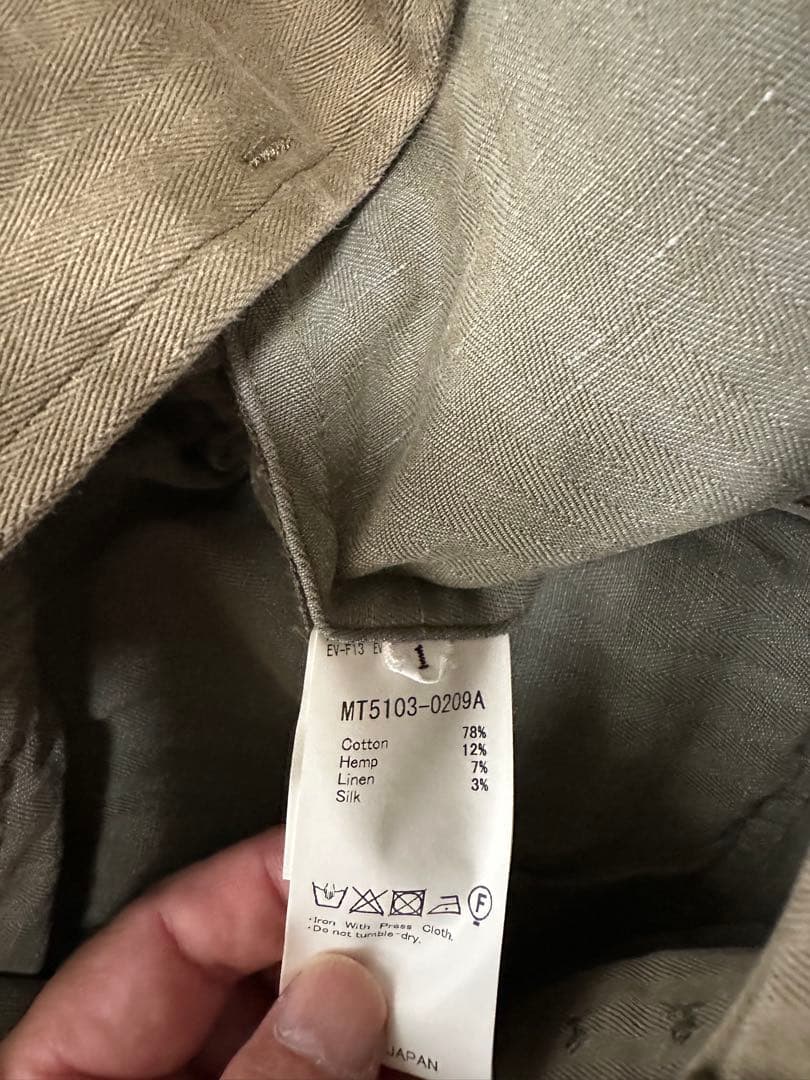 EV-F13 EV
1
MT5103-0209A
Cotton 78%
Hemp 12%
Linen 7%
Silk 3%
F
・Iron With Press Cloth.
・Do not tumble-dry.
JAPAN